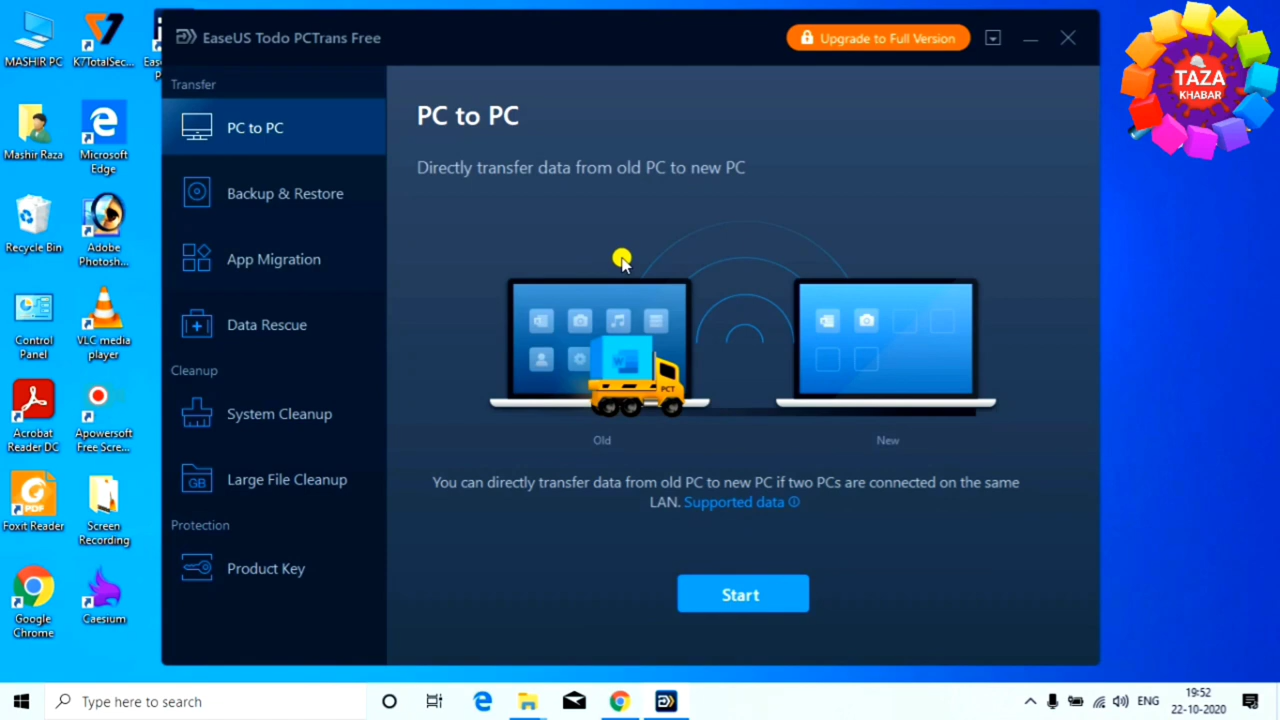 MASHIR PC
K7TotalSec...
Mashir Raza
Microsoft
Edge
Recycle Bin
Adobe
Photosh...
Control
Panel
VLC media
player
Acrobat
Reader DC
Apowersoft
Free Scre...
Foxit Reader
PDF
Screen
Recording
Google
Chrome
Caesium
EaseUS Todo PCTrans Free
Upgrade to Full Version
Transfer
PC to PC
Backup & Restore
App Migration
Data Rescue
Cleanup
System Cleanup
GB
Large File Cleanup
Protection
Product Key
PC to PC
Directly transfer data from old PC to new PC
PCT
Old
New
You can directly transfer data from old PC to new PC if two PCs are connected on the same
LAN. Supported data
Start
TAZA
KHABAR
Type here to search
ENG
19:52
22-10-2020